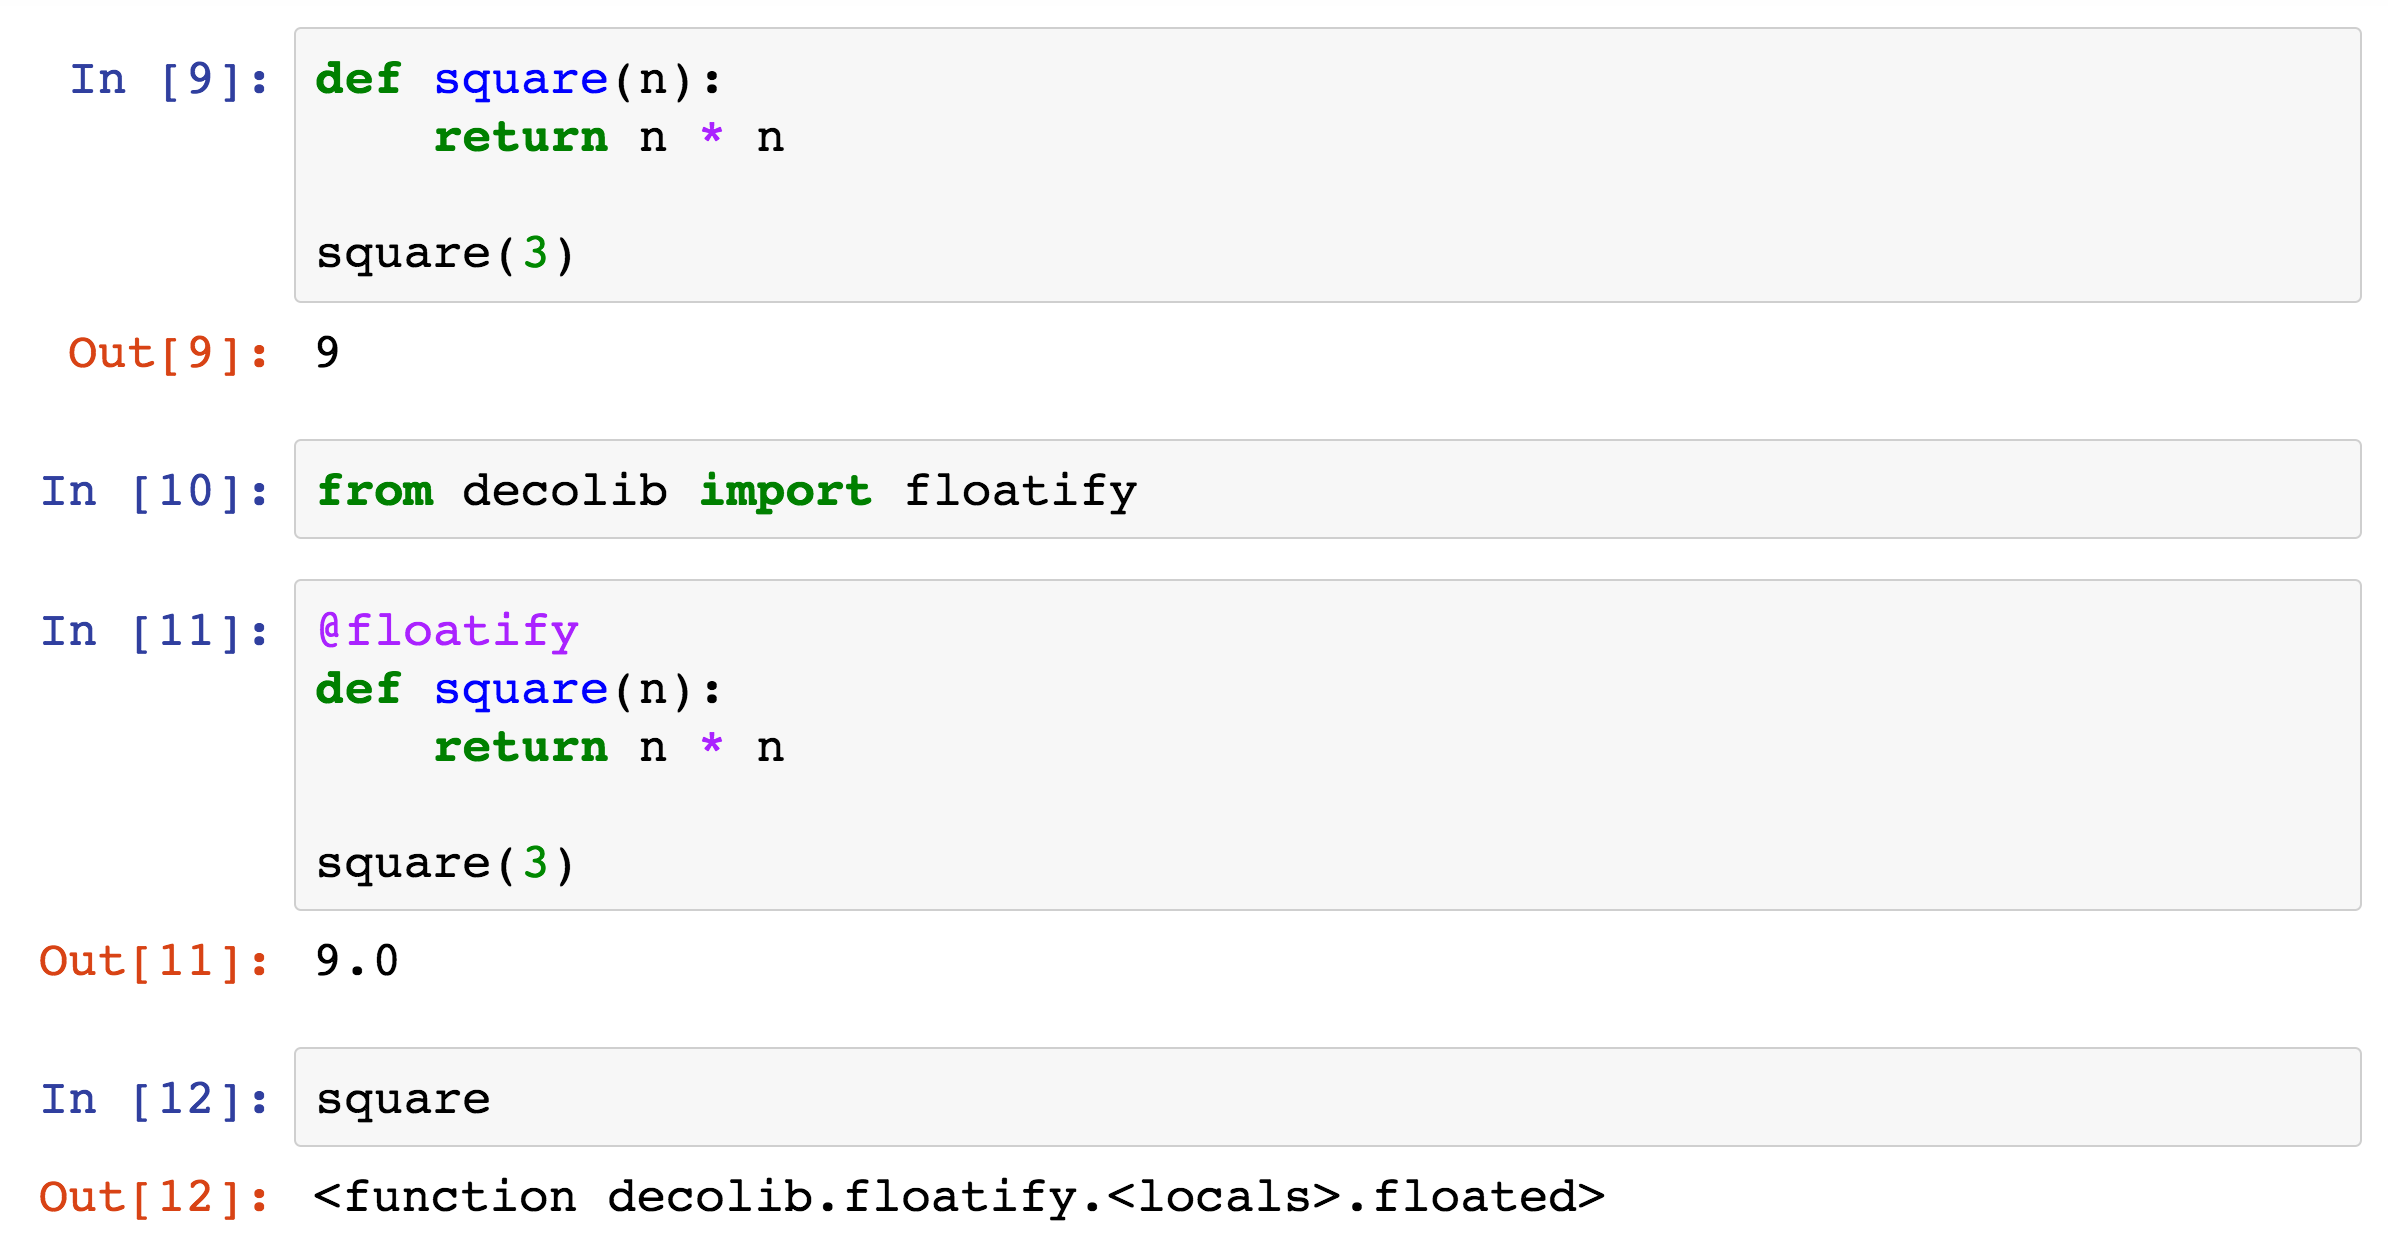 In [9]: def square(n):
    return n * n
square(3)
Out[9]: 9
In [10]: from decolib import floatify
In [11]: @floatify
def square(n):
    return n * n
square(3)
Out[11]: 9.0
In [12]: square
Out[12]: <function decolib.floatify.<locals>.floated>